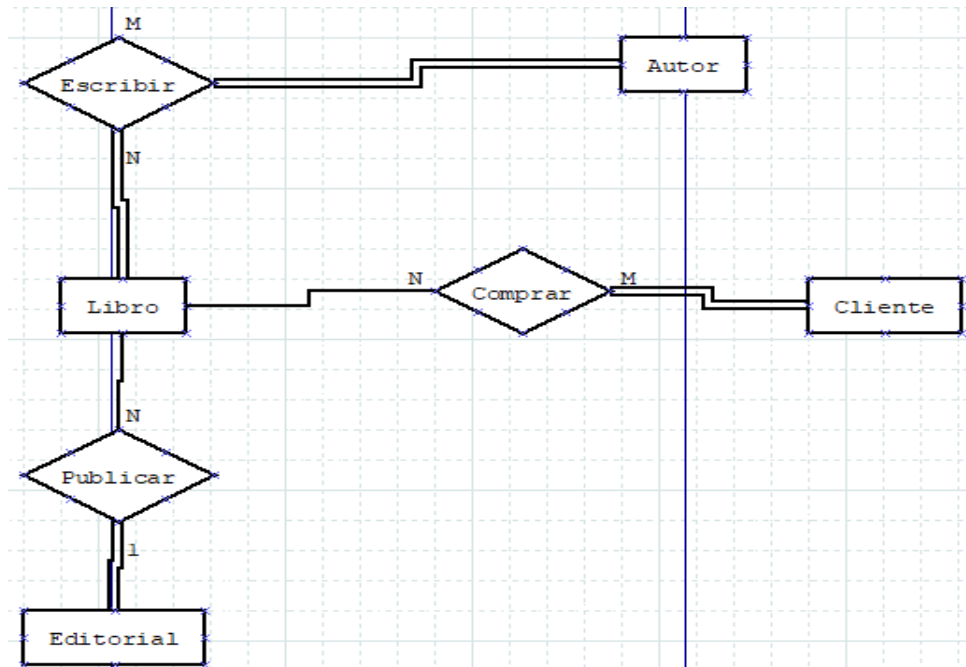 M
Escribir
Autor
N
Libro
N
Comprar
M
Cliente
N
Publicar
1
Editorial